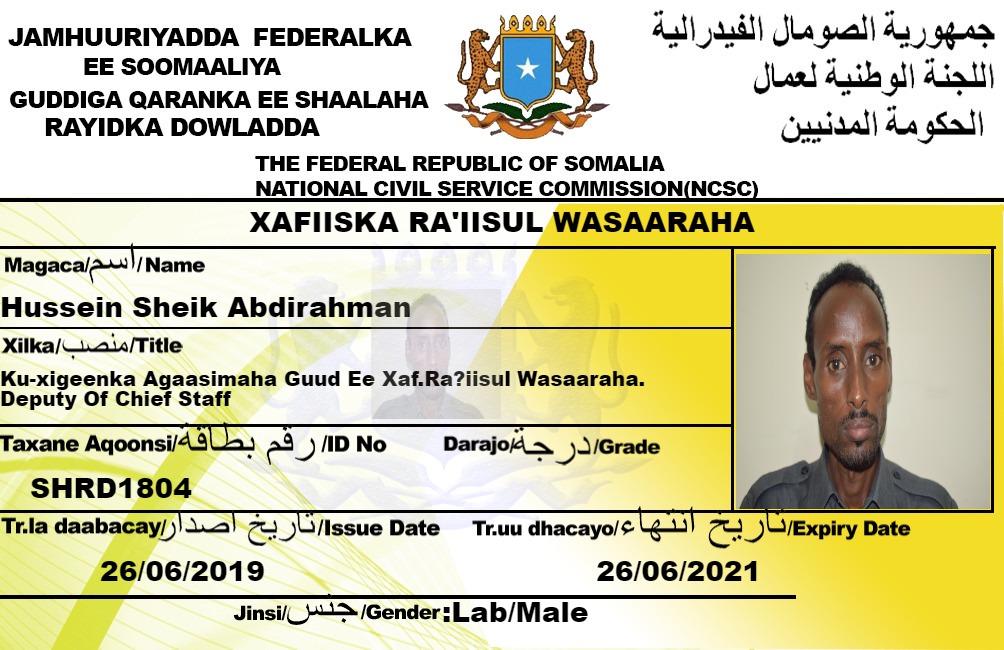 JAMHUURIYADDA FEDERALKA
EE SOOMAALIYA
GUDDIGA QARANKA EE SHAALAHA
RAYIDKA DOWLADDA
جمهورية الصومال الفيدرالية
اللجنة الوطنية لعمال
الحكومة المدنيين
THE FEDERAL REPUBLIC OF SOMALIA
NATIONAL CIVIL SERVICE COMMISSION(NCSC)
XAFIISKA RA'IISUL WASAARAHA
Magaca/اسم/Name
Hussein Sheik Abdirahman
Xilka/منصب/Title
Ku-xigeenka Agaasimaha Guud Ee Xaf.Ra?iisul Wasaaraha.
Deputy Of Chief Staff
Taxane Aqoonsi/رقم بطاقة/ID No
Darajo/درجة/Grade
SHRD1804
Tr.la daabacay/تاريخ اصدار/Issue Date
Tr.uu dhacayo/تاريخ انتهاء/Expiry Date
26/06/2019
26/06/2021
Jinsi/جنس/Gender:Lab/Male